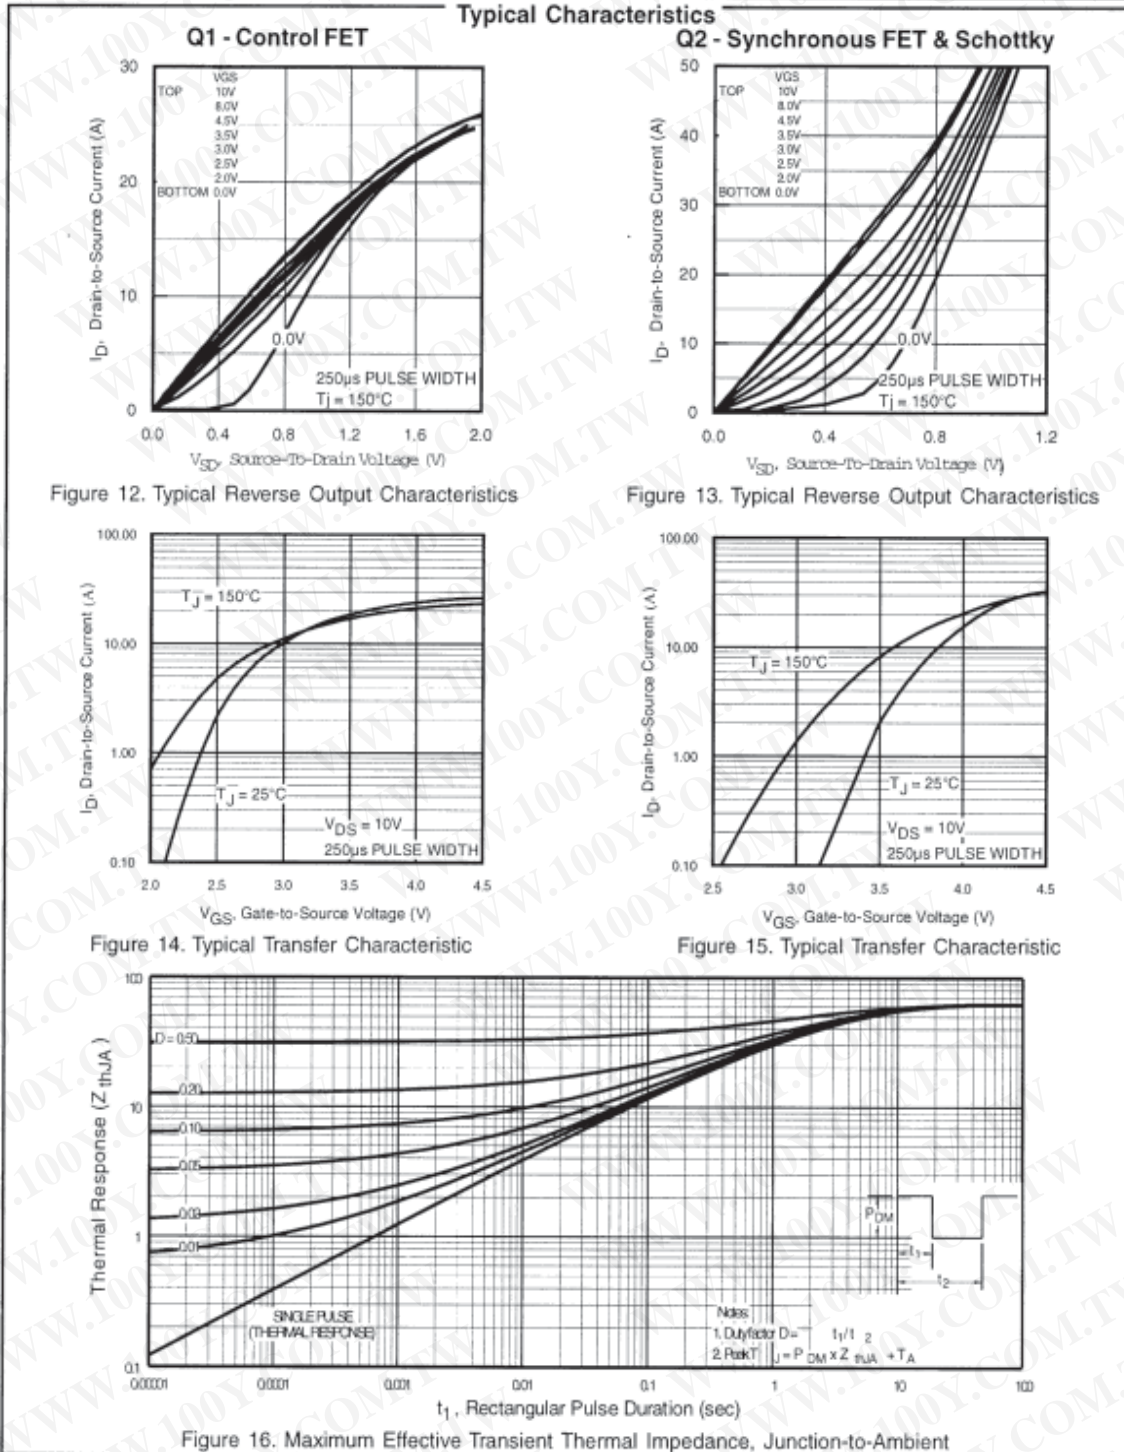 Typical Characteristics
Q1 - Control FET
Q2 - Synchronous FET & Schottky
30
20
10
0
ID, Drain-to-Source Current (A)
VGS
TOP 10V
8.0V
4.5V
3.5V
3.0V
2.5V
2.0V
BOTTOM 0.0V
0.0V
250µs PULSE WIDTH
Tj = 150°C
0.0 0.4 0.8 1.2 1.6 2.0
VSD, Source-To-Drain Voltage (V)
Figure 12. Typical Reverse Output Characteristics
50
40
30
20
10
0
ID, Drain-to-Source Current (A)
VGS
TOP 10V
8.0V
4.5V
3.5V
3.0V
2.5V
2.0V
BOTTOM 0.0V
0.0V
250µs PULSE WIDTH
Tj = 150°C
0.0 0.4 0.8 1.2
VSD, Source-To-Drain Voltage (V)
Figure 13. Typical Reverse Output Characteristics
100.00
10.00
1.00
0.10
ID, Drain-to-Source Current (A)
TJ = 150°C
TJ = 25°C
VDS = 10V
250µs PULSE WIDTH
2.0 2.5 3.0 3.5 4.0 4.5
VGS, Gate-to-Source Voltage (V)
Figure 14. Typical Transfer Characteristic
100.00
10.00
1.00
0.10
ID, Drain-to-Source Current (A)
TJ = 150°C
TJ = 25°C
VDS = 10V
250µs PULSE WIDTH
2.5 3.0 3.5 4.0 4.5
VGS, Gate-to-Source Voltage (V)
Figure 15. Typical Transfer Characteristic
100
10
1
0.1
Thermal Response (Z thJA)
D = 0.50
0.20
0.10
0.05
0.03
0.01
SINGLE PULSE
(THERMAL RESPONSE)
PDM
t1
t2
Notes:
1. Duty factor D = t1/t 2
2. Peak T J = P DM x Z thJA + TA
0.00001 0.0001 0.001 0.01 0.1 1 10 100
t1, Rectangular Pulse Duration (sec)
Figure 16. Maximum Effective Transient Thermal Impedance, Junction-to-Ambient
WWW.100Y.COM.TW